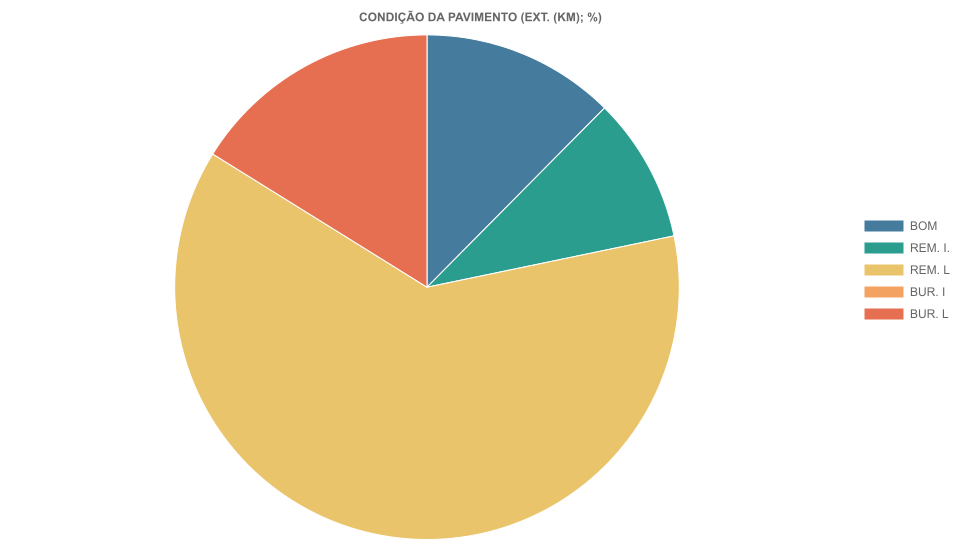 CONDIÇÃO DA PAVIMENTO (EXT. (KM); %)
BOM
REM. I.
REM. L
BUR. I
BUR. L